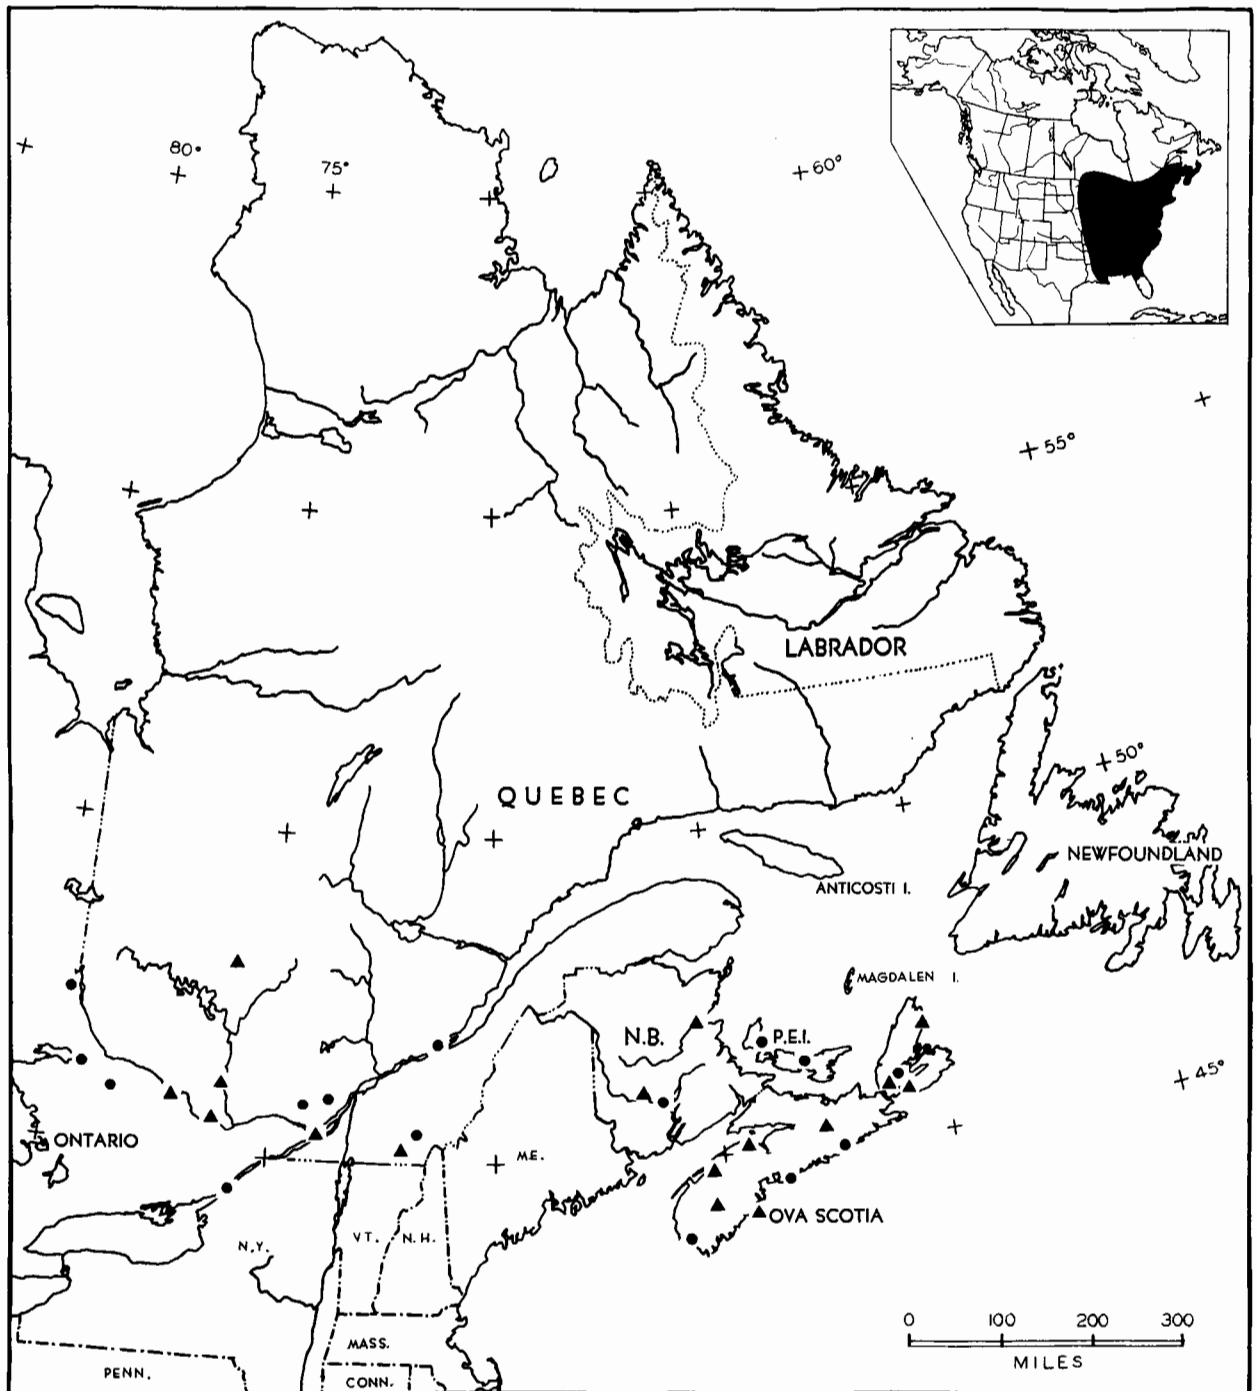 80°
75°
60°
55°
LABRADOR
50°
QUEBEC
NEWFOUNDLAND
ANTICOSTI I.
MAGDALEN I.
N.B.
P.E.I.
45°
ONTARIO
M.E.
OVA SCOTIA
N.Y.
VT.
N.H.
0 100 200 300
MILES
MASS.
PENN.
CONN.